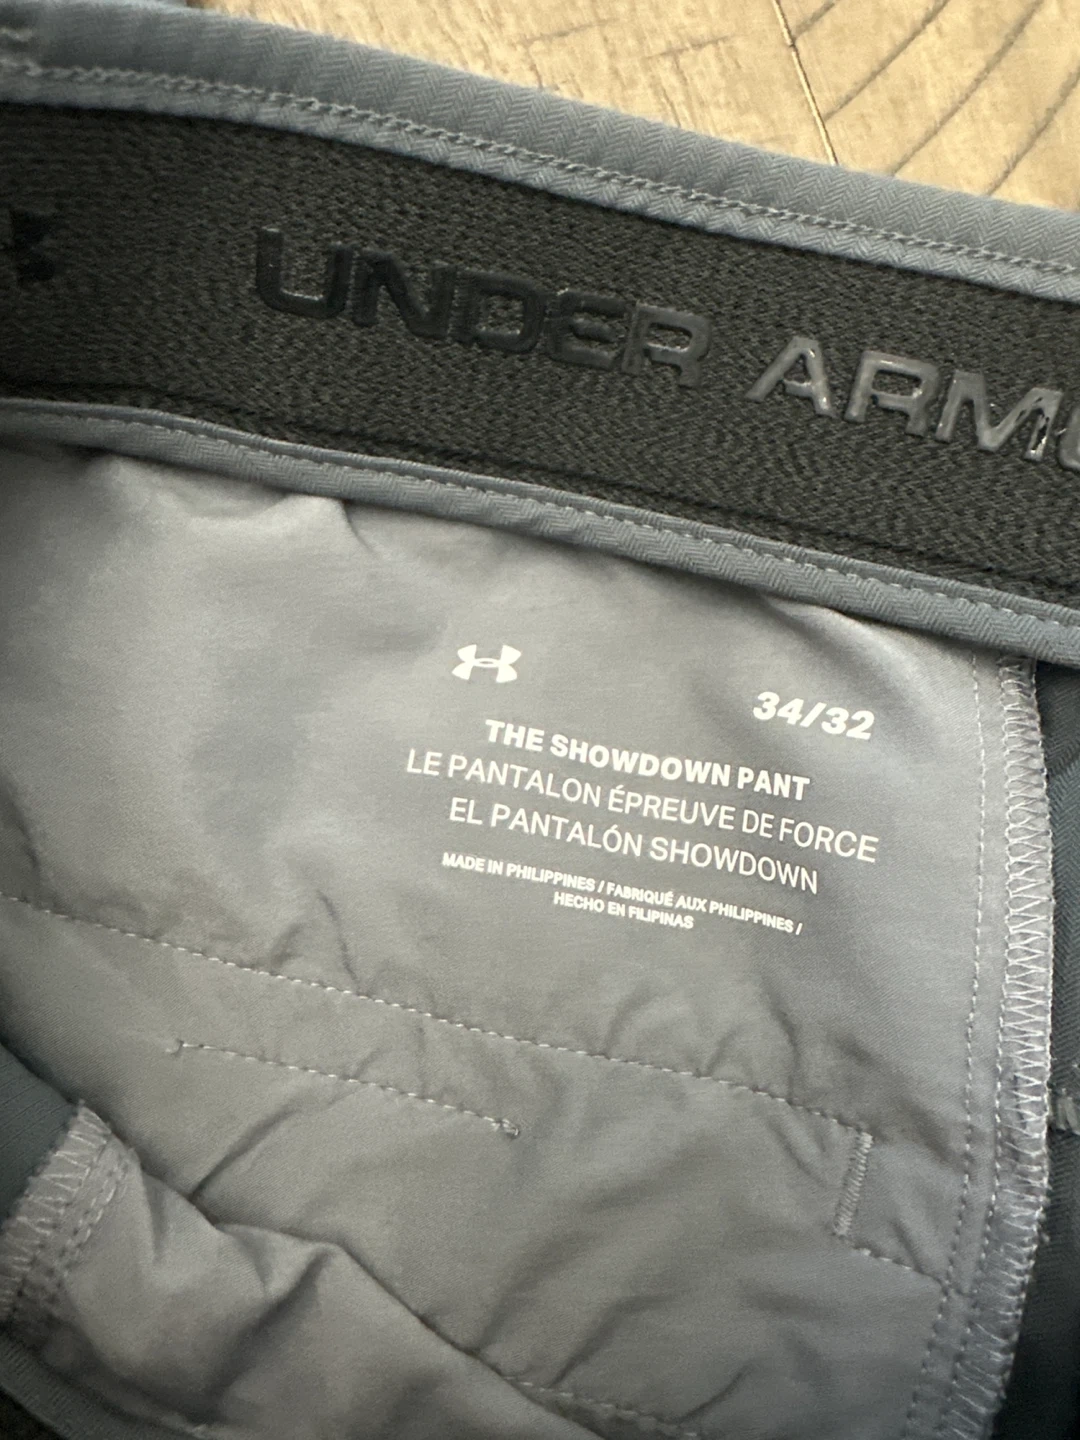 UNDER ARMO
34/32
THE SHOWDOWN PANT
LE PANTALON ÉPREUVE DE FORCE
EL PANTALÓN SHOWDOWN
MADE IN PHILIPPINES / FABRIQUÉ AUX PHILIPPINES /
HECHO EN FILIPINAS